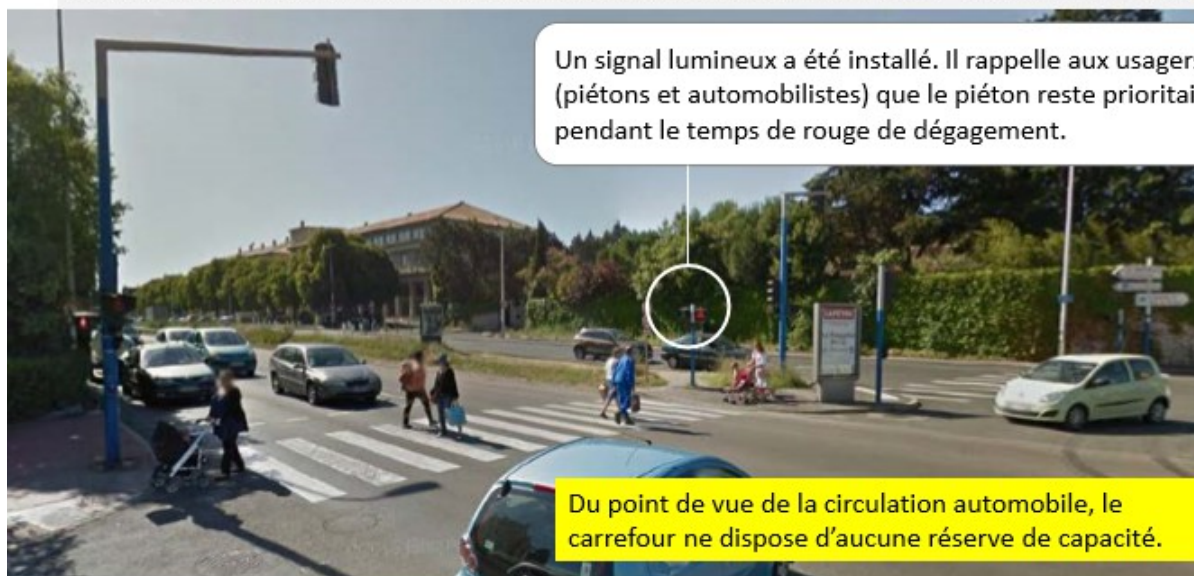 Un signal lumineux a été installé. Il rappelle aux usagers
(piétons et automobilistes) que le piéton reste prioritai
pendant le temps de rouge de dégagement.
Du point de vue de la circulation automobile, le
carrefour ne dispose d’aucune réserve de capacité.